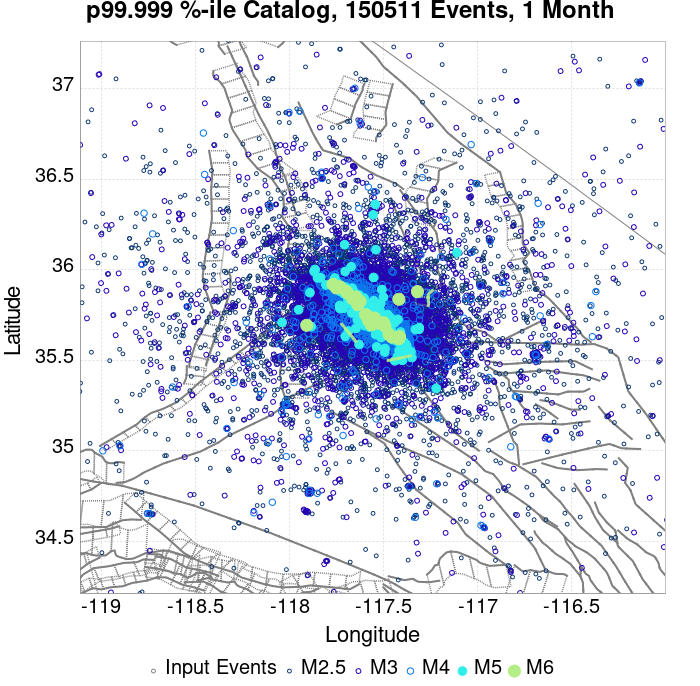 p99.999 %-ile Catalog, 150511 Events, 1 Month
37
36.5
36
35.5
35
34.5
Latitude
-119 -118.5 -118 -117.5 -117 -116.5
Longitude
Input Events M2.5 M3 M4 M5 M6